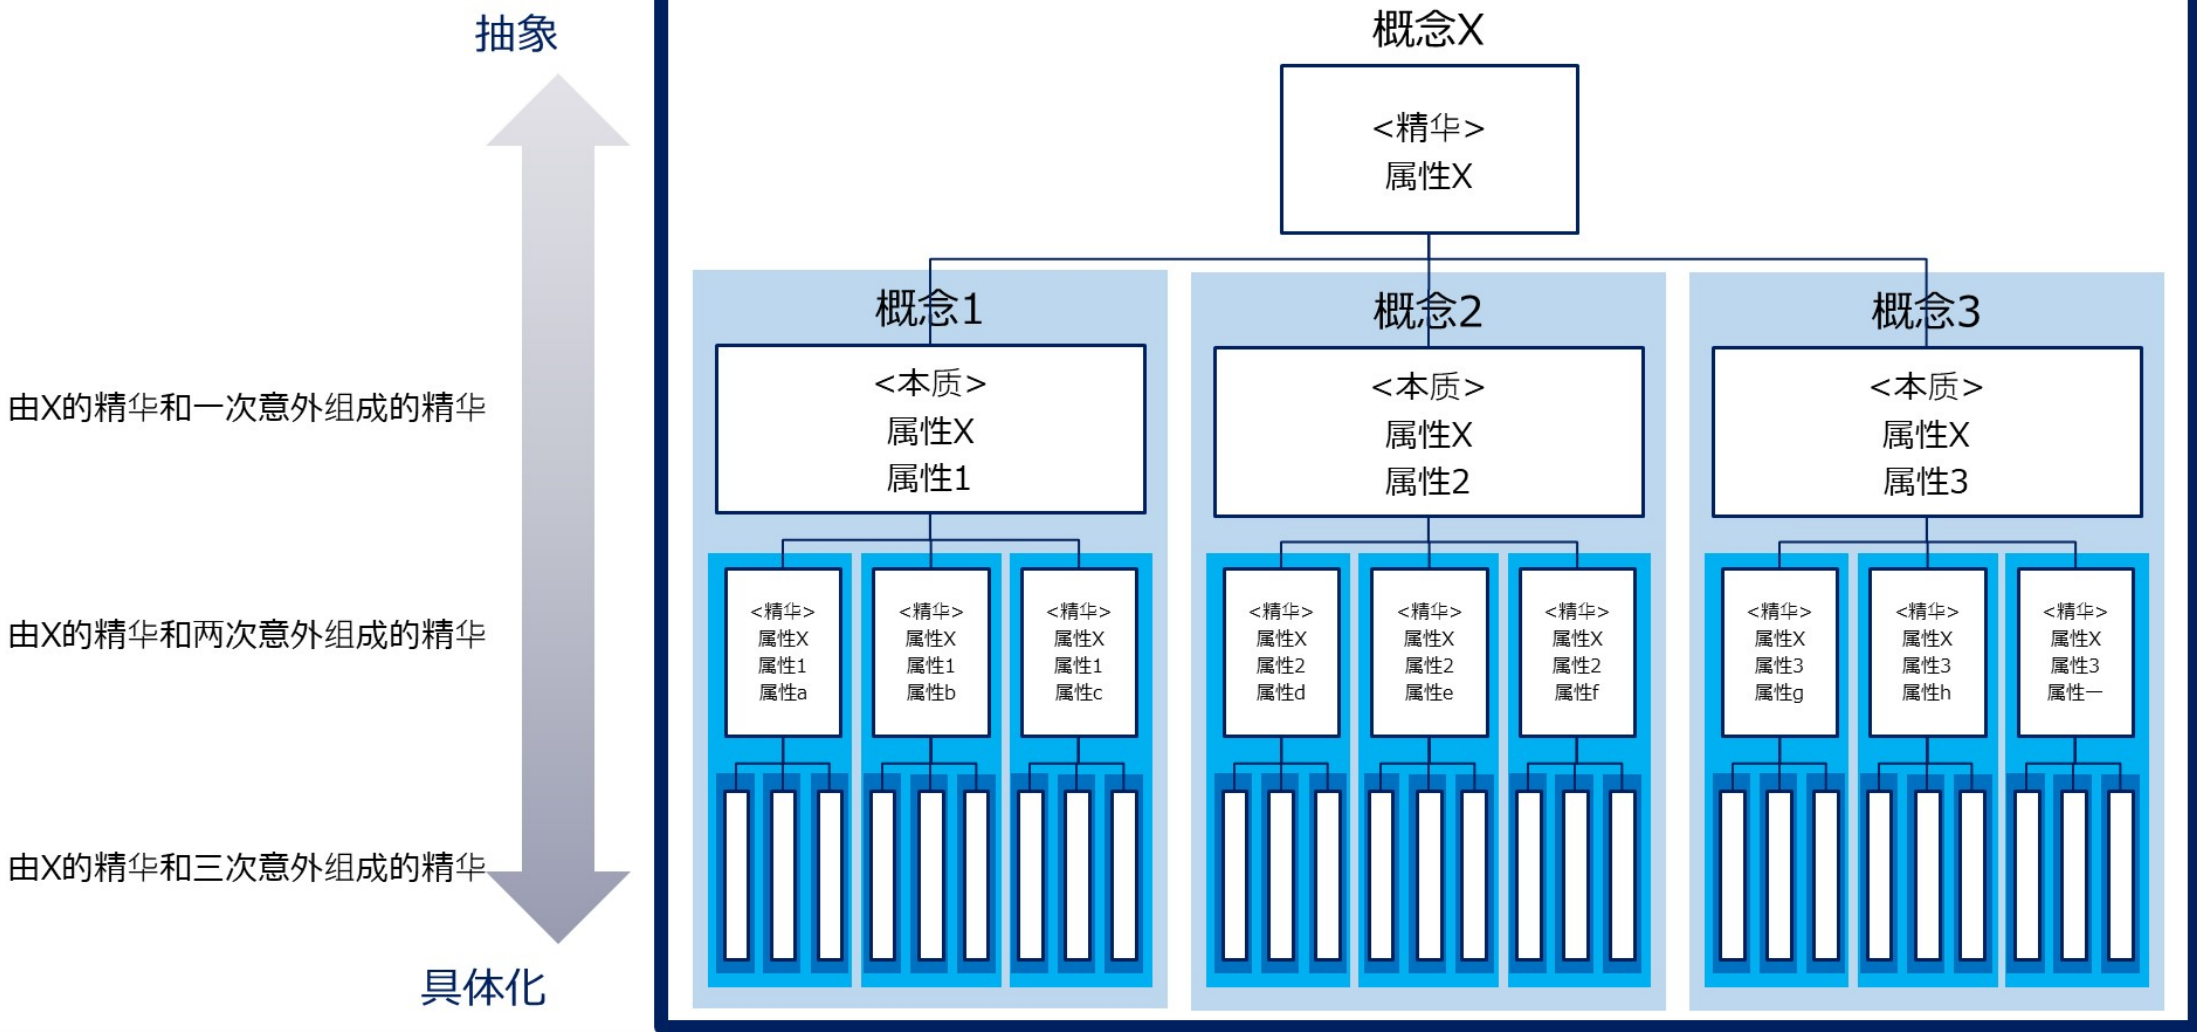 抽象
概念X
<精华>
属性X
概念1
概念2
概念3
<本质>
属性X
属性1
<本质>
属性X
属性2
<本质>
属性X
属性3
由X的精华和一次意外组成的精华
<精华>
属性X
属性1
属性a
<精华>
属性X
属性1
属性b
<精华>
属性X
属性1
属性c
<精华>
属性X
属性2
属性d
<精华>
属性X
属性2
属性e
<精华>
属性X
属性2
属性f
<精华>
属性X
属性3
属性g
<精华>
属性X
属性3
属性h
<精华>
属性X
属性3
属性一
由X的精华和两次意外组成的精华
由X的精华和三次意外组成的精华
具体化